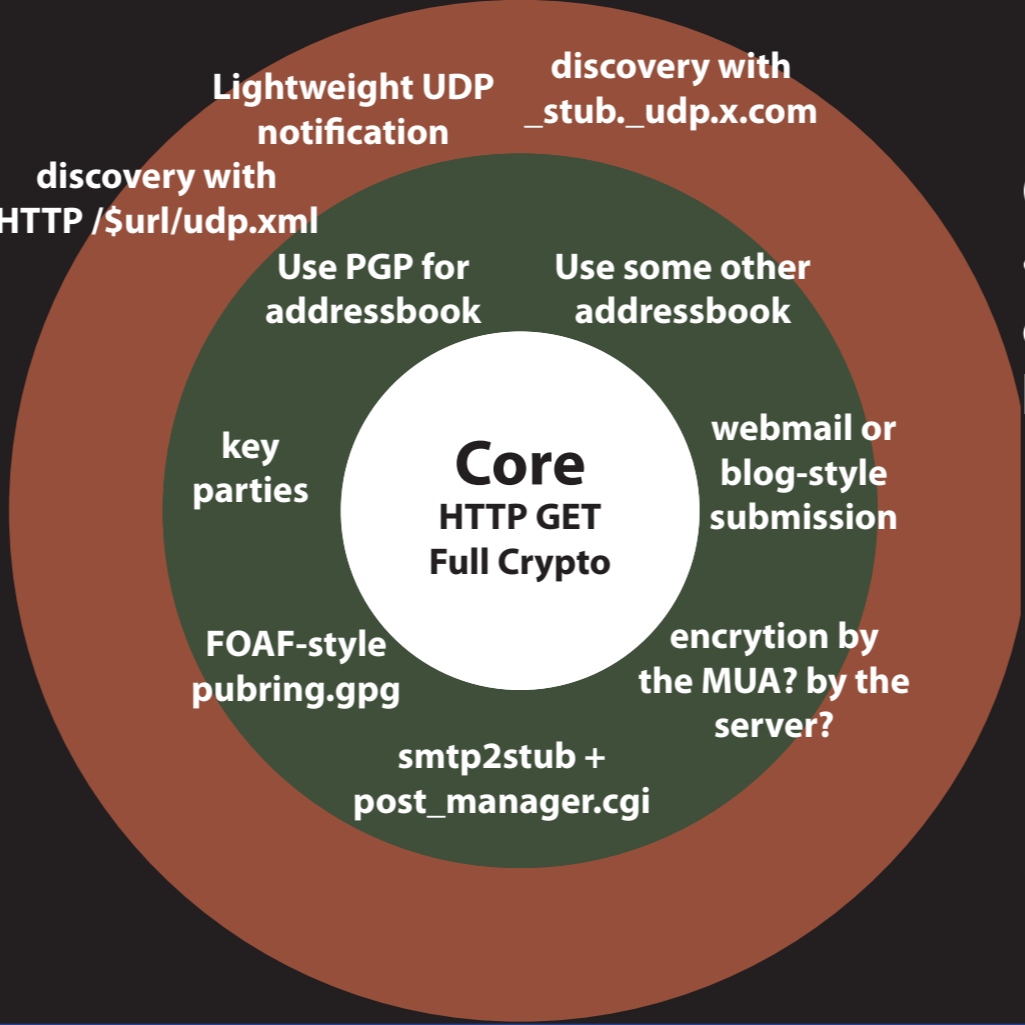 Lightweight UDP
notification
discovery with
_stub._udp.x.com
discovery with
HTTP /$url/udp.xml
Use PGP for
addressbook
Use some other
addressbook
key
parties
Core
HTTP GET
Full Crypto
webmail or
blog-style
submission
FOAF-style
pubring.gpg
encrytion by
the MUA? by the
server?
smtp2stub +
post_manager.cgi